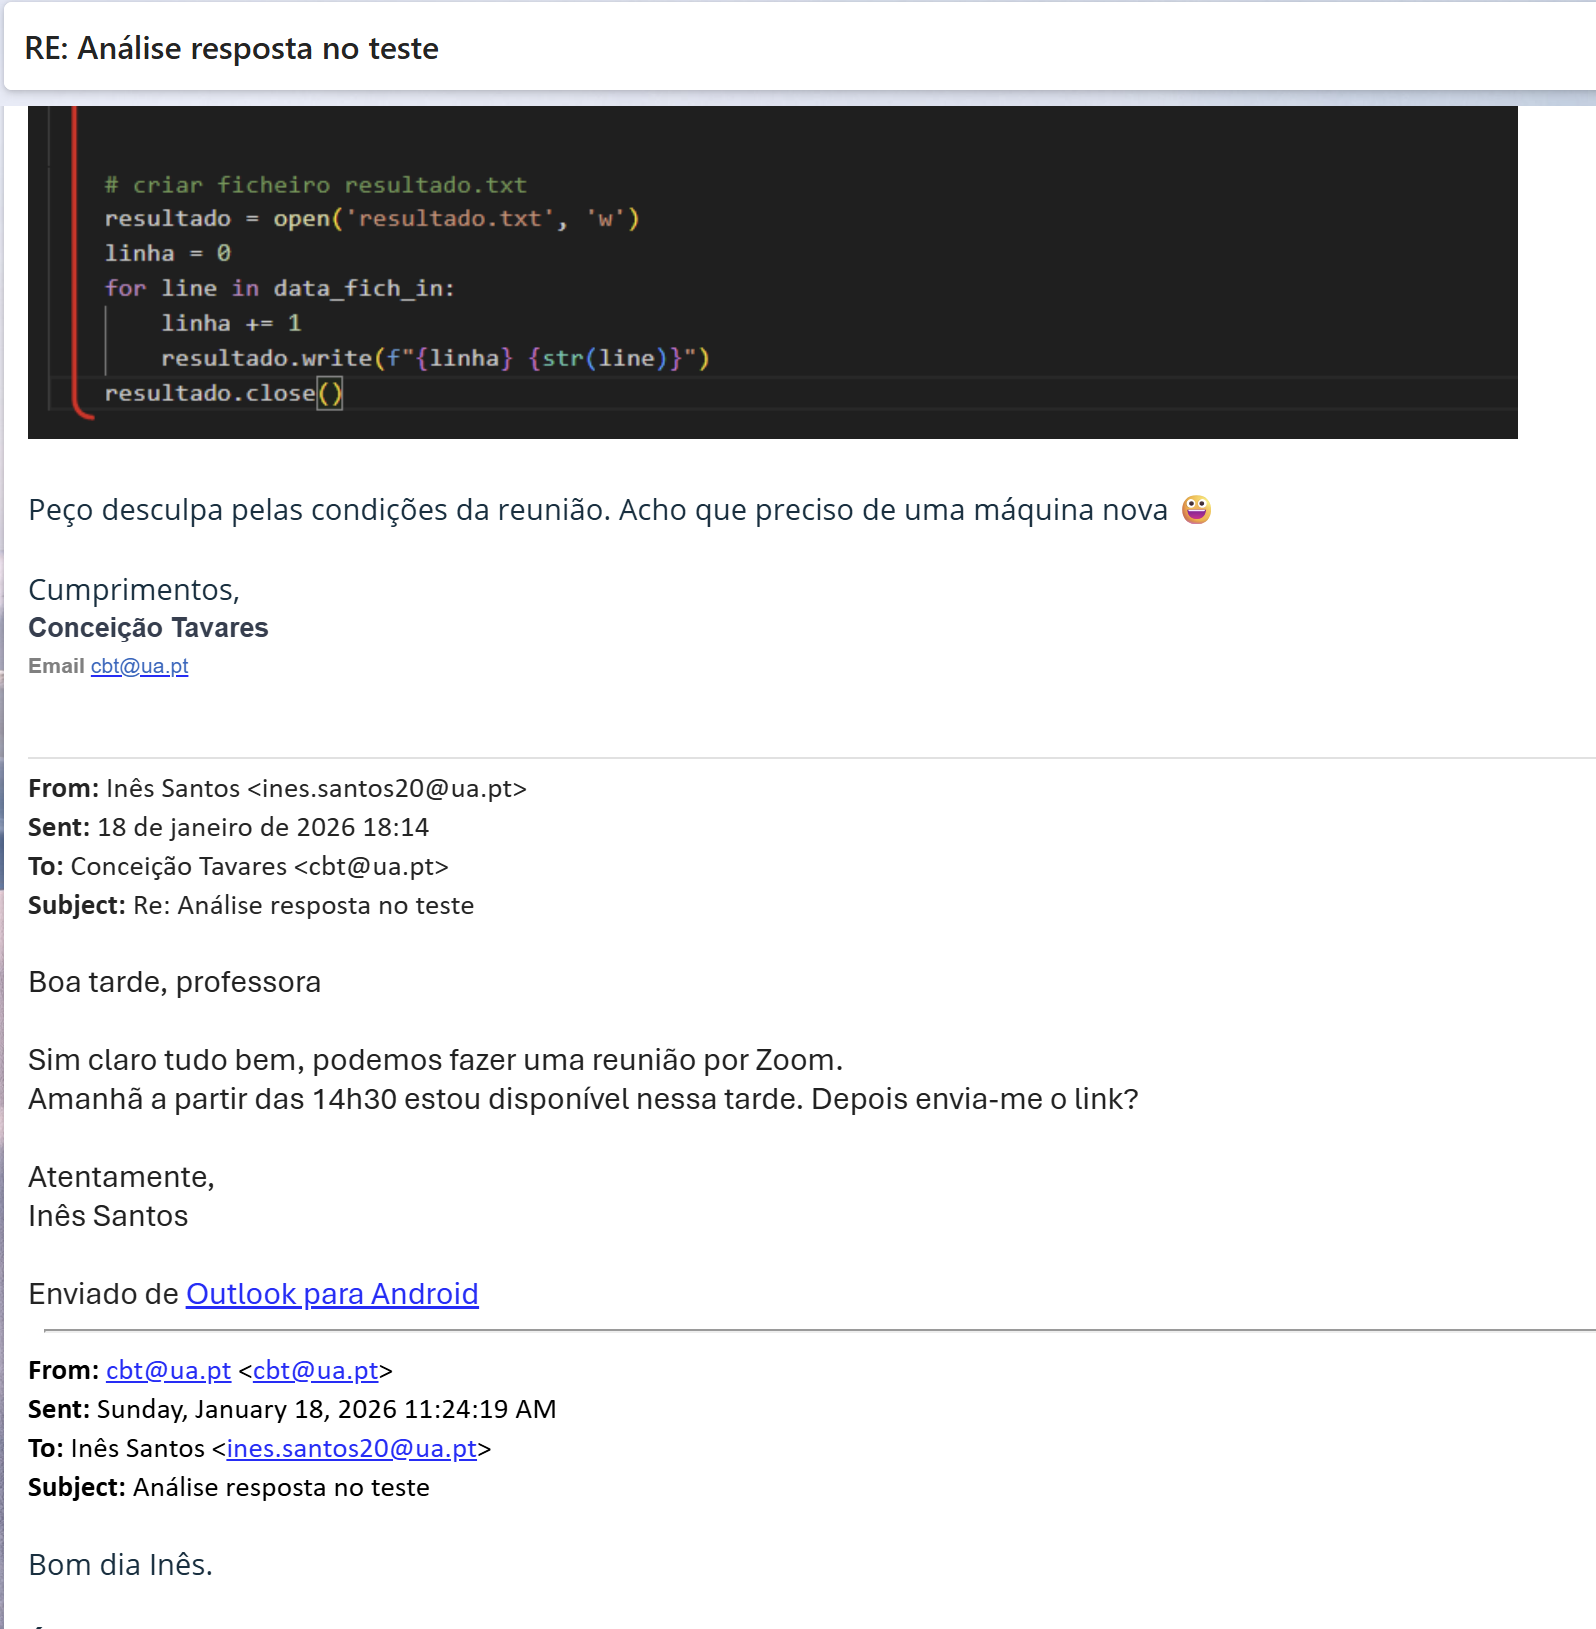 RE: Análise resposta no teste
# criar ficheiro resultado.txt
resultado = open('resultado.txt', 'w')
linha = 0
for line in data_fich_in:
linha += 1
resultado.write(f"{linha} {str(line)}")
resultado.close()
Peço desculpa pelas condições da reunião. Acho que preciso de uma máquina nova 😀
Cumprimentos,
Conceição Tavares
Email cbt@ua.pt
From: Inês Santos <ines.santos20@ua.pt>
Sent: 18 de janeiro de 2026 18:14
To: Conceição Tavares <cbt@ua.pt>
Subject: Re: Análise resposta no teste
Boa tarde, professora
Sim claro tudo bem, podemos fazer uma reunião por Zoom.
Amanhã a partir das 14h30 estou disponível nessa tarde. Depois envia-me o link?
Atentamente,
Inês Santos
Enviado de Outlook para Android
From: cbt@ua.pt <cbt@ua.pt>
Sent: Sunday, January 18, 2026 11:24:19 AM
To: Inês Santos <ines.santos20@ua.pt>
Subject: Análise resposta no teste
Bom dia Inês.